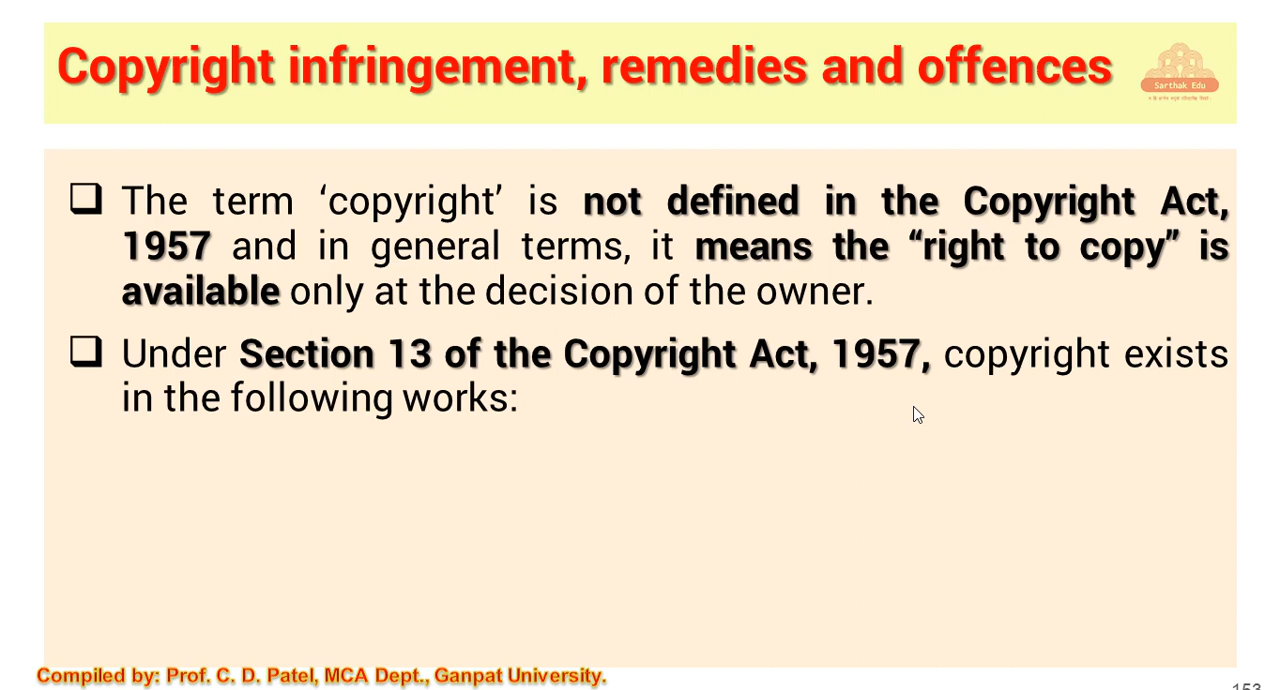 Copyright infringement, remedies and offences
Sarthak Edu
❑ The term ‘copyright’ is not defined in the Copyright Act,
1957 and in general terms, it means the “right to copy” is
available only at the decision of the owner.
❑ Under Section 13 of the Copyright Act, 1957, copyright exists
in the following works:
Compiled by: Prof. C. D. Patel, MCA Dept., Ganpat University.
153